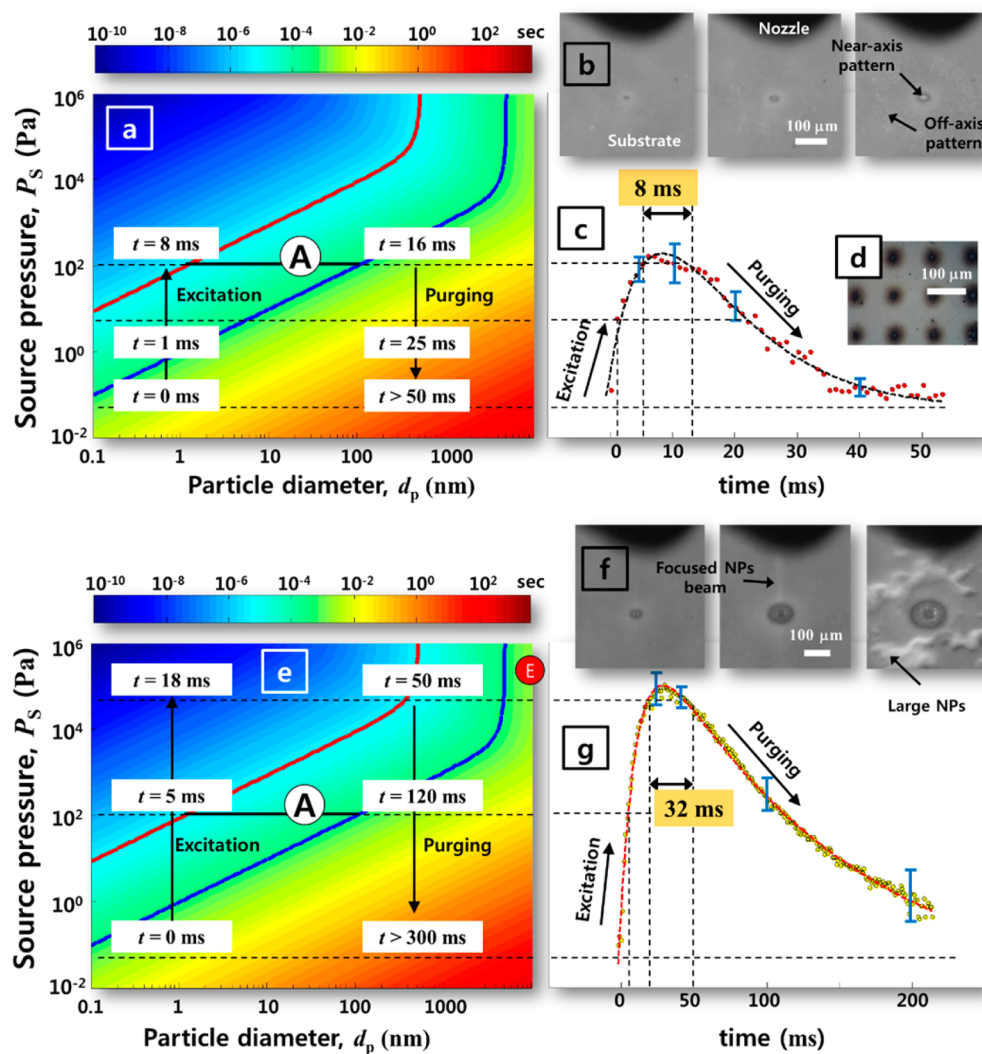 10⁻¹⁰ 10⁻⁸ 10⁻⁶ 10⁻⁴ 10⁻² 10⁰ 10² sec
a
10⁶
10⁴
10²
10⁰
10⁻²
Source pressure, P_S (Pa)
t = 8 ms
A
t = 16 ms
Excitation
Purging
t = 1 ms
t = 25 ms
t = 0 ms
t > 50 ms
0.1 1 10 100 1000
Particle diameter, d_p (nm)
b
Nozzle
Near-axis
pattern
Off-axis
pattern
100 μm
Substrate
8 ms
c
Purging
Excitation
d
100 μm
0 10 20 30 40 50
time (ms)
10⁻¹⁰ 10⁻⁸ 10⁻⁶ 10⁻⁴ 10⁻² 10⁰ 10² sec
e
E
10⁶
10⁴
10²
10⁰
10⁻²
Source pressure, P_S (Pa)
t = 18 ms
t = 50 ms
t = 5 ms
A
t = 120 ms
Excitation
Purging
t = 0 ms
t > 300 ms
0.1 1 10 100 1000
Particle diameter, d_p (nm)
f
Focused NPs
beam
100 μm
Large NPs
g
Purging
32 ms
Excitation
0 50 100 200
time (ms)